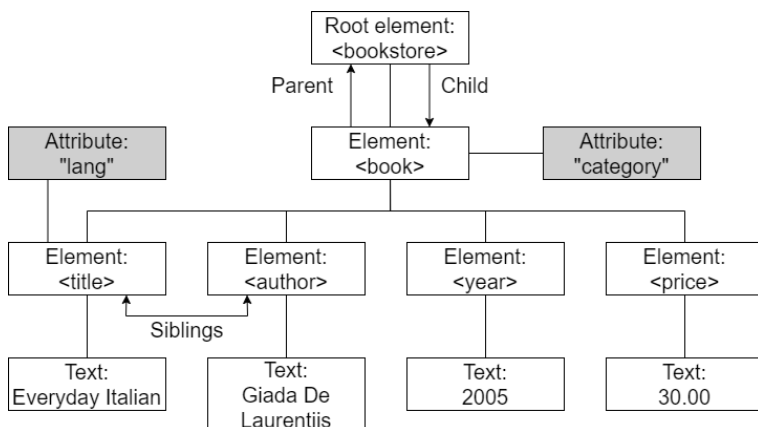 Root element:
<bookstore>
Parent
Child
Attribute:
"lang"
Element:
<book>
Attribute:
"category"
Element:
<title>
Element:
<author>
Element:
<year>
Element:
<price>
Siblings
Text:
Everyday Italian
Text:
Giada De
Laurentiis
Text:
2005
Text:
30.00